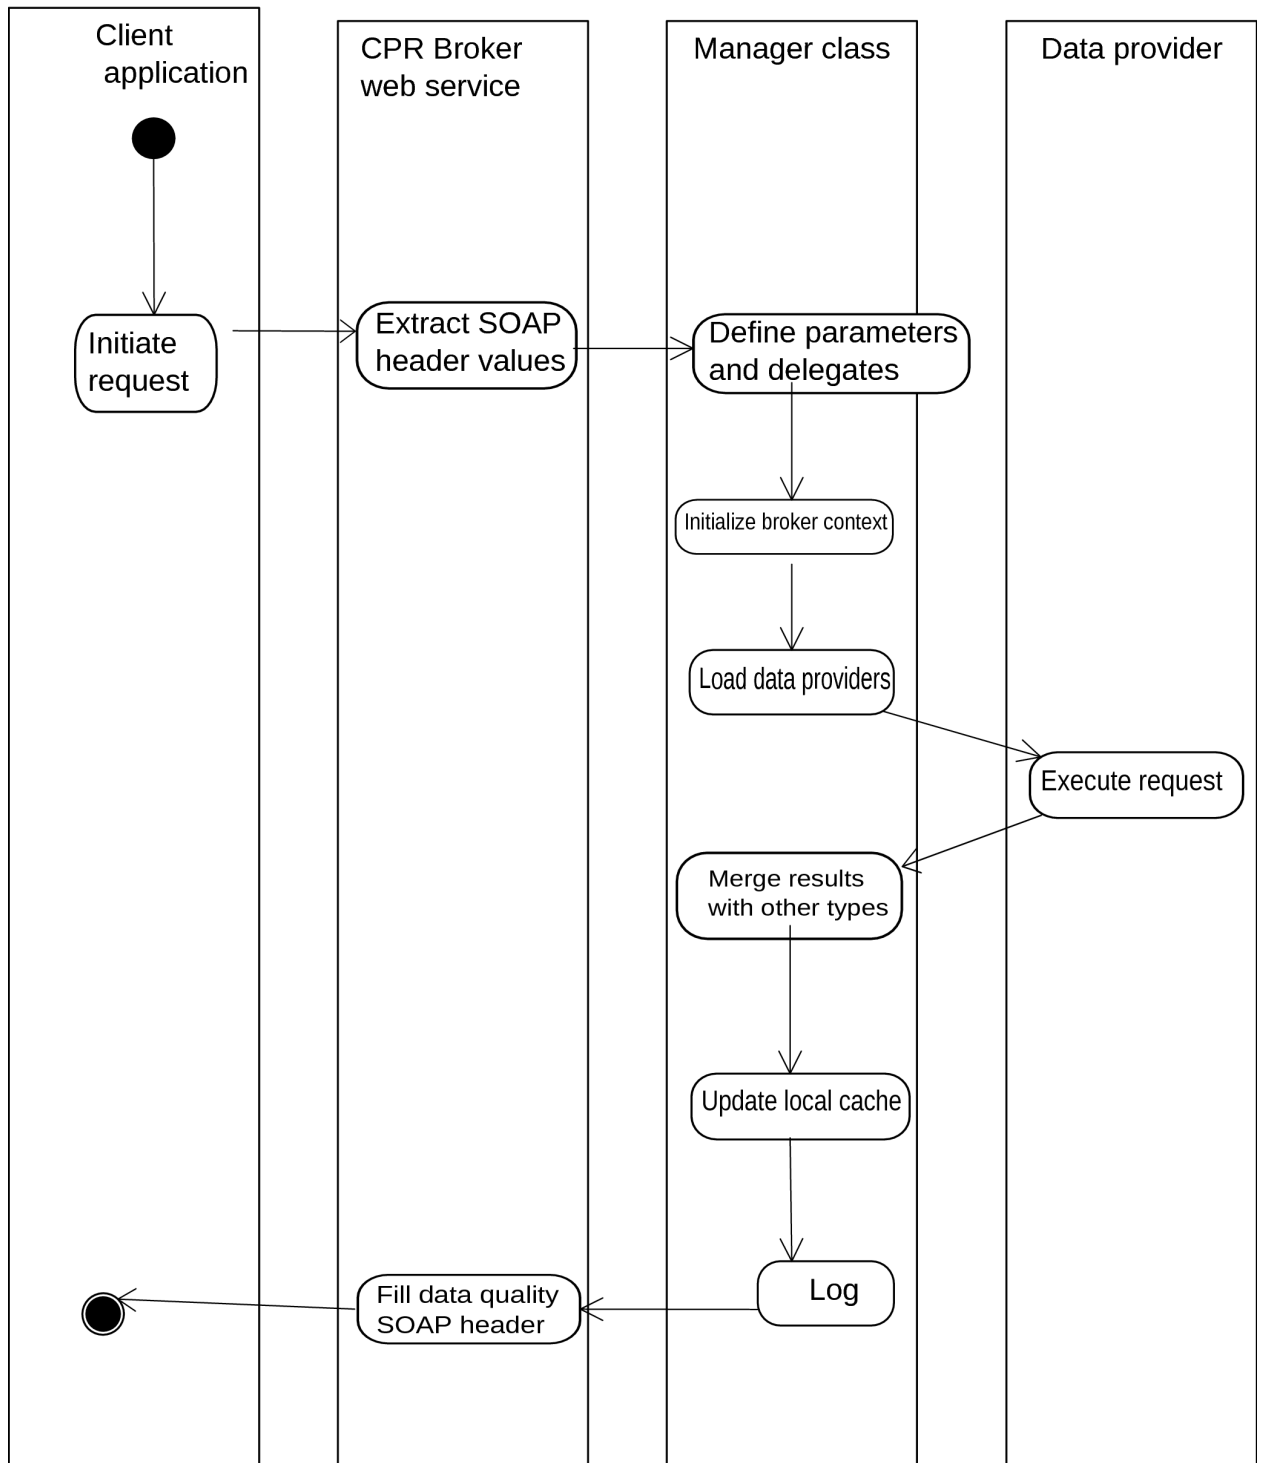 Client
application
CPR Broker
web service
Manager class
Data provider
Initiate
request
Extract SOAP
header values
Define parameters
and delegates
Initialize broker context
Load data providers
Execute request
Merge results
with other types
Update local cache
Log
Fill data quality
SOAP header